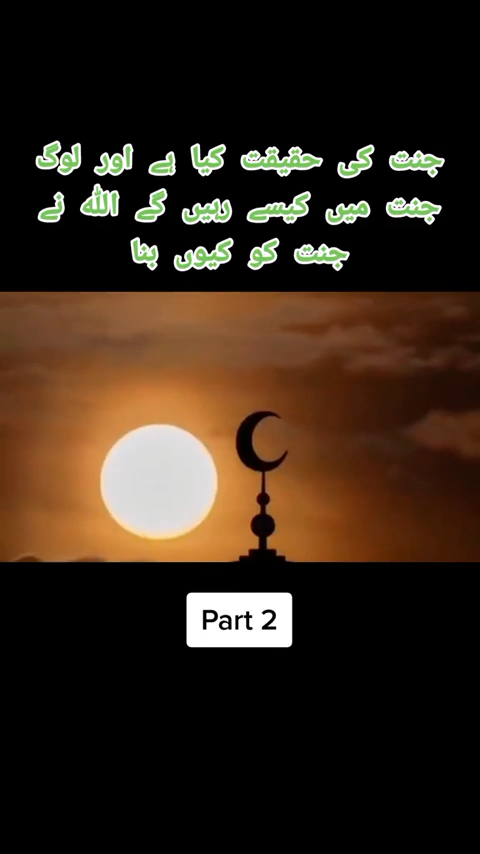 جنت کی حقیقت کیا ہے اور لوگ
جنت میں کیسے رہیں گے اللہ نے
جنت کو کیوں بنا
Part 2